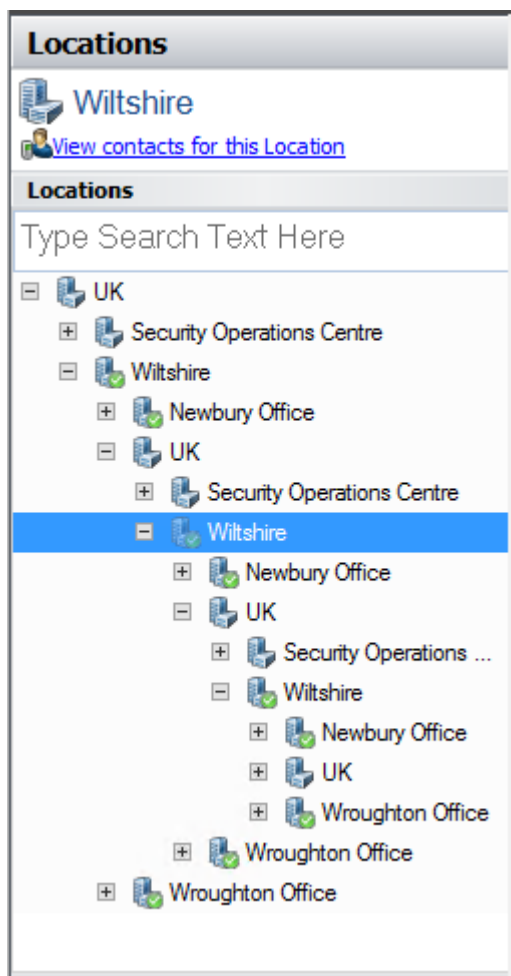 Locations
Wiltshire
View contacts for this Location
Locations
Type Search Text Here
UK
Security Operations Centre
Wiltshire
Newbury Office
UK
Security Operations Centre
Wiltshire
Newbury Office
UK
Security Operations ...
Wiltshire
Newbury Office
UK
Wroughton Office
Wroughton Office
Wroughton Office